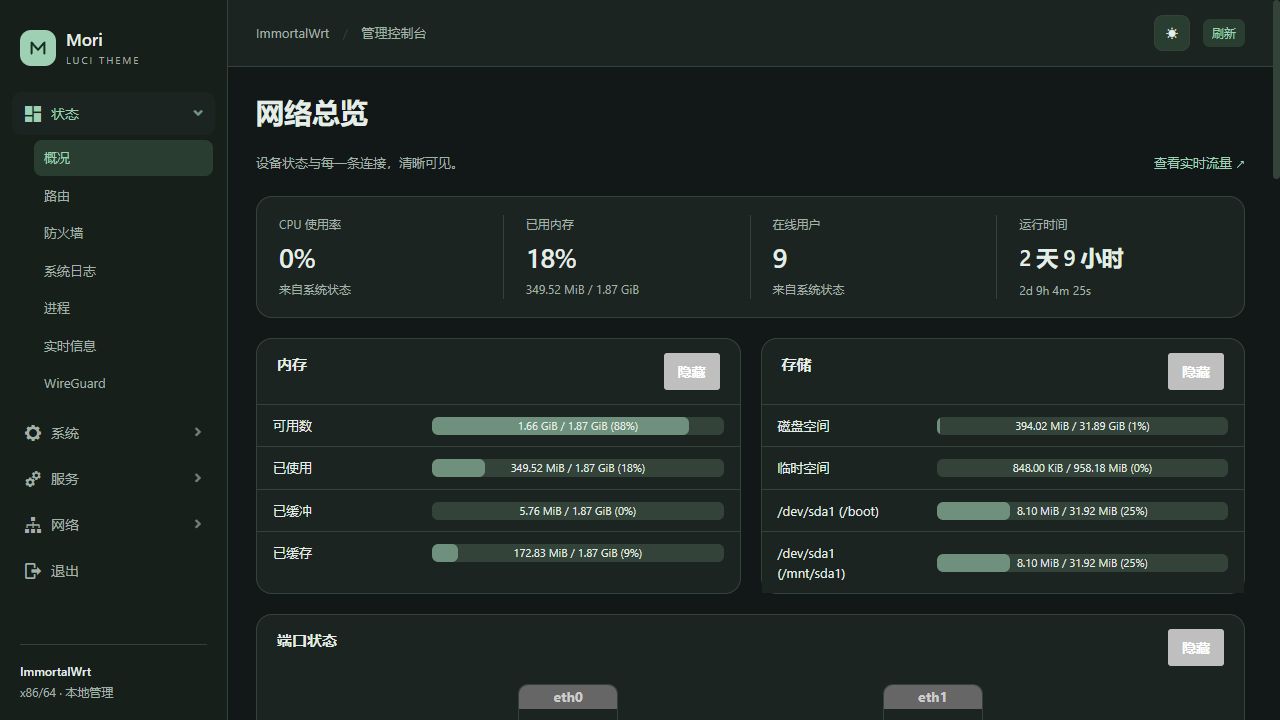 Mori
LUCI THEME
状态
概况
路由
防火墙
系统日志
进程
实时信息
WireGuard
系统
服务
网络
退出
ImmortalWrt
x86/64 · 本地管理
ImmortalWrt / 管理控制台
刷新
网络总览
设备状态与每一条连接，清晰可见。
查看实时流量 ↗
CPU 使用率
0%
来自系统状态
已用内存
18%
349.52 MiB / 1.87 GiB
在线用户
9
来自系统状态
运行时间
2 天 9 小时
2d 9h 4m 25s
内存
隐藏
可用数
1.66 GiB / 1.87 GiB (88%)
已使用
349.52 MiB / 1.87 GiB (18%)
已缓冲
5.76 MiB / 1.87 GiB (0%)
已缓存
172.83 MiB / 1.87 GiB (9%)
存储
隐藏
磁盘空间
394.02 MiB / 31.89 GiB (1%)
临时空间
848.00 KiB / 958.18 MiB (0%)
/dev/sda1 (/boot)
8.10 MiB / 31.92 MiB (25%)
/dev/sda1
(/mnt/sda1)
8.10 MiB / 31.92 MiB (25%)
端口状态
隐藏
eth0
eth1